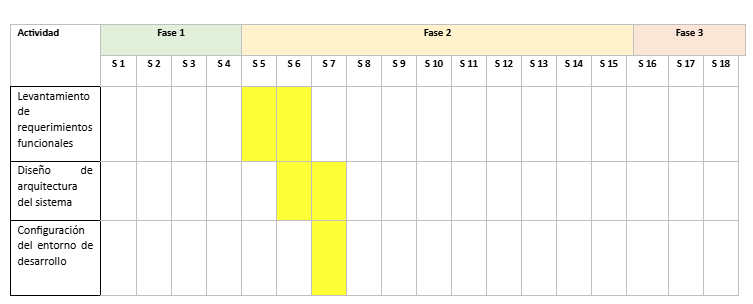 Actividad Fase 1 Fase 2 Fase 3
S 1 S 2 S 3 S 4 S 5 S 6 S 7 S 8 S 9 S 10 S 11 S 12 S 13 S 14 S 15 S 16 S 17 S 18
Levantamiento
de
requerimientos
funcionales
Diseño de
arquitectura
del sistema
Configuración
del entorno de
desarrollo